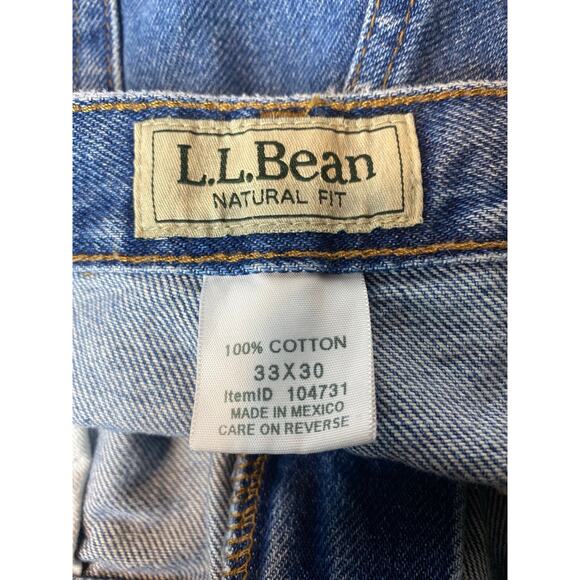 L.L.Bean
NATURAL FIT
100% COTTON
33X30
ItemID 104731
MADE IN MEXICO
CARE ON REVERSE